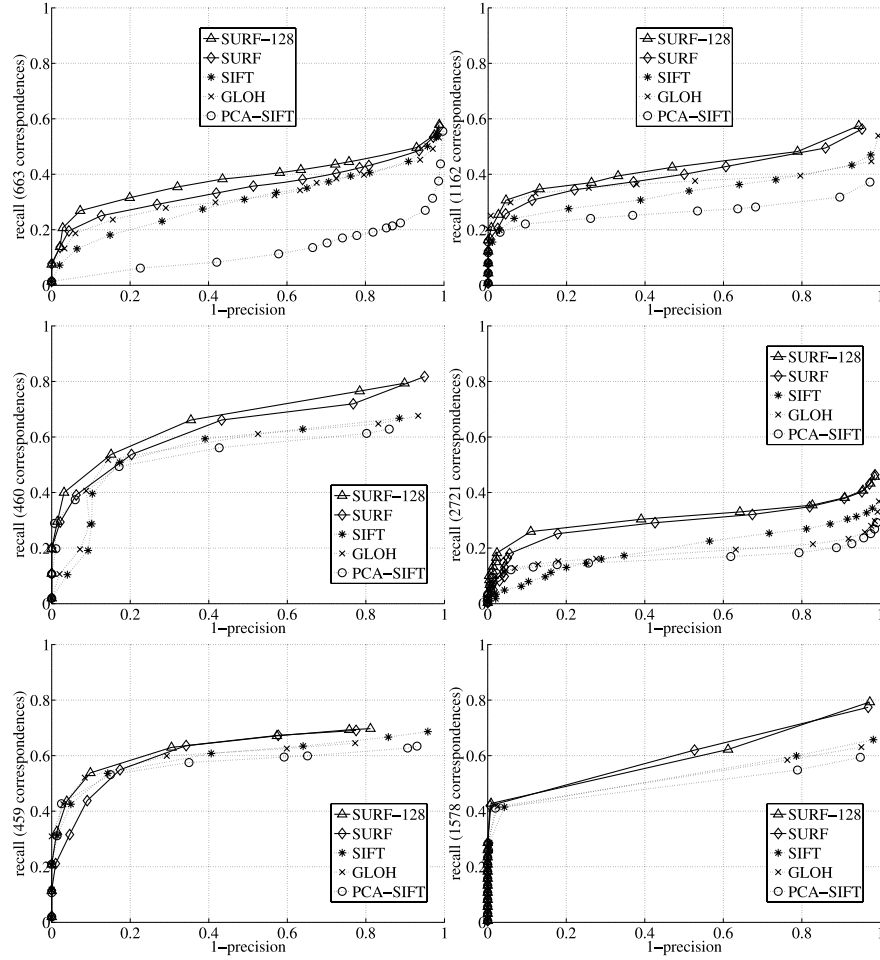 1
0.8
0.6
0.4
0.2
0
recall (663 correspondences)
SURF−128
SURF
SIFT
GLOH
PCA−SIFT
0 0.2 0.4 0.6 0.8 1
1−precision
1
0.8
0.6
0.4
0.2
0
recall (1162 correspondences)
SURF−128
SURF
SIFT
GLOH
PCA−SIFT
0 0.2 0.4 0.6 0.8 1
1−precision
1
0.8
0.6
0.4
0.2
0
recall (460 correspondences)
SURF−128
SURF
SIFT
GLOH
PCA−SIFT
0 0.2 0.4 0.6 0.8 1
1−precision
1
0.8
0.6
0.4
0.2
0
recall (2721 correspondences)
SURF−128
SURF
SIFT
GLOH
PCA−SIFT
0 0.2 0.4 0.6 0.8 1
1−precision
1
0.8
0.6
0.4
0.2
0
recall (459 correspondences)
SURF−128
SURF
SIFT
GLOH
PCA−SIFT
0 0.2 0.4 0.6 0.8 1
1−precision
1
0.8
0.6
0.4
0.2
0
recall (1578 correspondences)
SURF−128
SURF
SIFT
GLOH
PCA−SIFT
0 0.2 0.4 0.6 0.8 1
1−precision